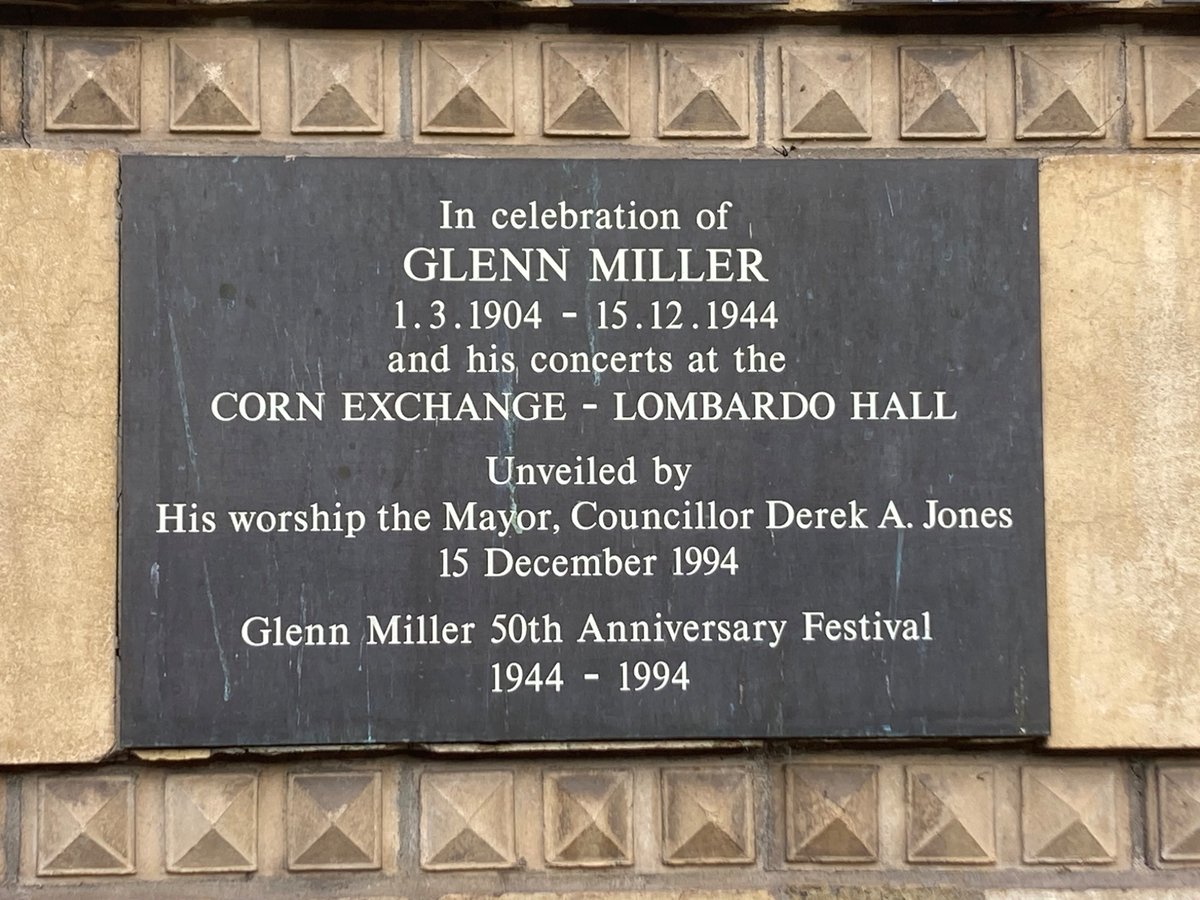 In celebration of
GLENN MILLER
1.3.1904 - 15.12.1944
and his concerts at the
CORN EXCHANGE - LOMBARDO HALL
Unveiled by
His worship the Mayor, Councillor Derek A. Jones
15 December 1994
Glenn Miller 50th Anniversary Festival
1944 - 1994